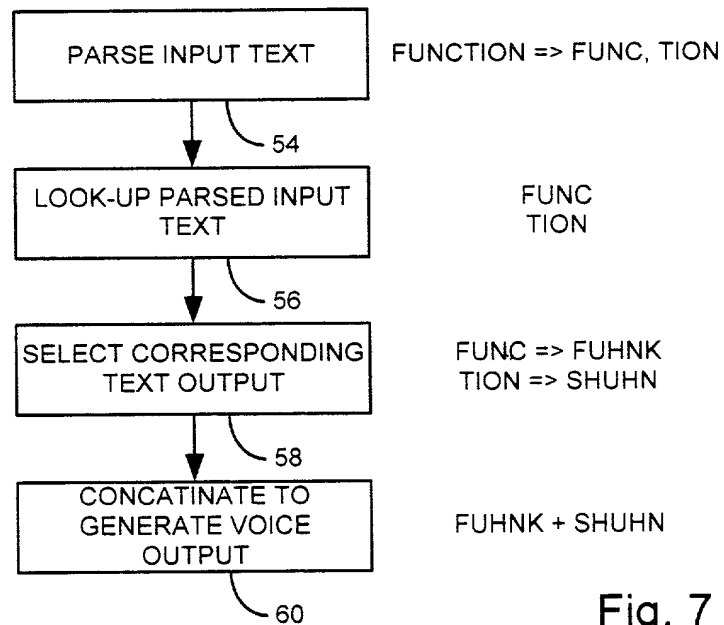 PARSE INPUT TEXT
FUNCTION => FUNC, TION
54
LOOK-UP PARSED INPUT
TEXT
FUNC
TION
56
SELECT CORRESPONDING
TEXT OUTPUT
FUNC => FUHNK
TION => SHUHN
58
CONCATINATE TO
GENERATE VOICE
OUTPUT
FUHNK + SHUHN
60
Fig. 7